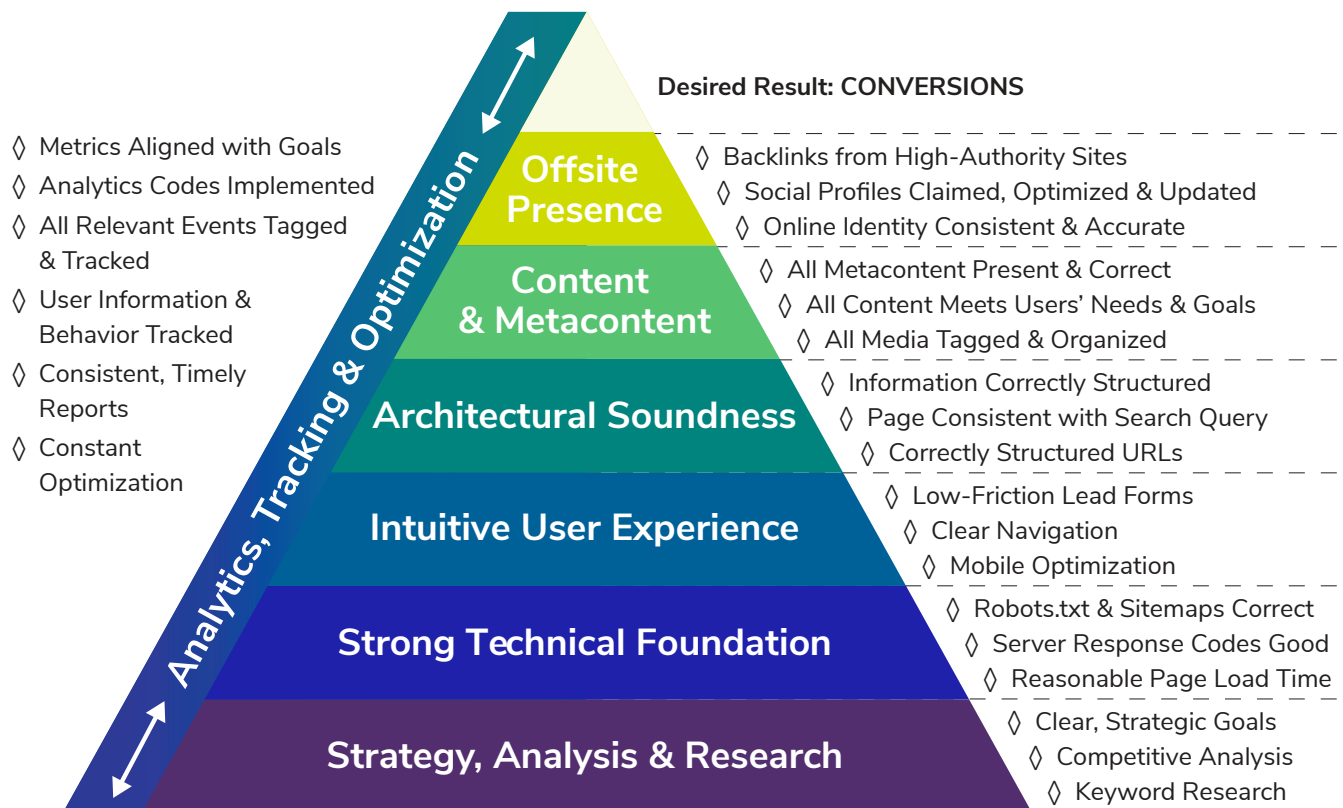 Desired Result: CONVERSIONS
◊ Metrics Aligned with Goals
◊ Analytics Codes Implemented
◊ All Relevant Events Tagged
& Tracked
◊ User Information &
Behavior Tracked
◊ Consistent, Timely
Reports
◊ Constant
Optimization
Analytics, Tracking & Optimization
Offsite
Presence
◊ Backlinks from High-Authority Sites
◊ Social Profiles Claimed, Optimized & Updated
◊ Online Identity Consistent & Accurate
Content
& Metacontent
◊ All Metacontent Present & Correct
◊ All Content Meets Users’ Needs & Goals
◊ All Media Tagged & Organized
Architectural Soundness
◊ Information Correctly Structured
◊ Page Consistent with Search Query
◊ Correctly Structured URLs
Intuitive User Experience
◊ Low-Friction Lead Forms
◊ Clear Navigation
◊ Mobile Optimization
Strong Technical Foundation
◊ Robots.txt & Sitemaps Correct
◊ Server Response Codes Good
◊ Reasonable Page Load Time
Strategy, Analysis & Research
◊ Clear, Strategic Goals
◊ Competitive Analysis
◊ Keyword Research